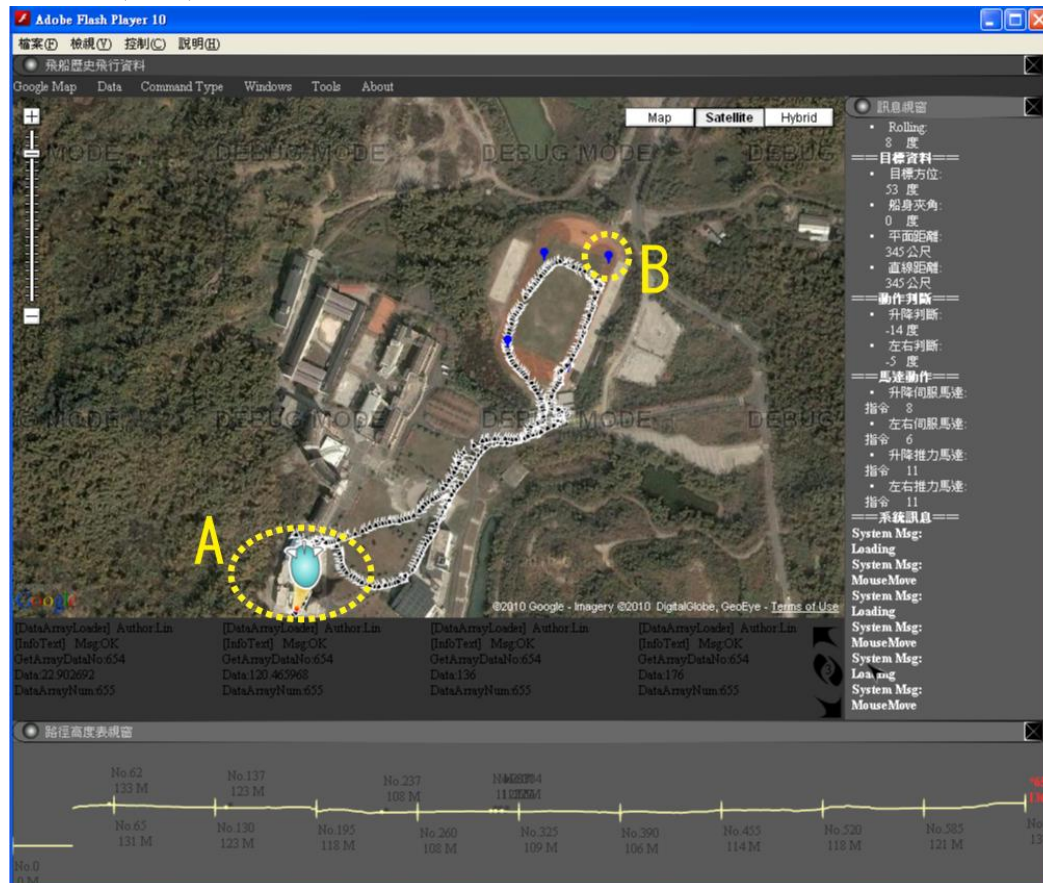 Adobe Flash Player 10
檔案(F) 檢視(V) 控制(C) 說明(H)
飛船歷史飛行資料
Google Map Data Command Type Windows Tools About
Map Satellite Hybrid
MODE DEBUG MODE DEBUG MODE DEBUG
B
MODE DEBUG MODE DEBUG MODE DEBUG
A
Google
©2010 Google - Imagery ©2010 DigitalGlobe, GeoEye - Terms of Use
訊息視窗
• Rolling:
8 度
==目標資料==
• 目標方位:
53 度
• 船身夾角:
0 度
• 平面距離:
345公尺
• 直線距離:
345公尺
==動作判斷==
• 升降判斷:
-14 度
• 左右判斷:
-5 度
==馬達動作==
• 升降伺服馬達:
指令 8
• 左右伺服馬達:
指令 6
• 升降推力馬達:
指令 11
• 左右推力馬達:
指令 11
==系統訊息==
System Msg:
Loading
System Msg:
MouseMove
System Msg:
Loading
System Msg:
MouseMove
System Msg:
Loading
System Msg:
MouseMove
[DataArrayLoader] Author:Lin [DataArrayLoader] Author:Lin [DataArrayLoader] Author:Lin [DataArrayLoader] Author:Lin
[InfoText] Msg:OK [InfoText] Msg:OK [InfoText] Msg:OK [InfoText] Msg:OK
GetArrayDataNo:654 GetArrayDataNo:654 GetArrayDataNo:654 GetArrayDataNo:654
Data:22.902692 Data:120.465968 Data:136 Data:176
DataArrayNum:655 DataArrayNum:655 DataArrayNum:655 DataArrayNum:655
3
路徑高度表視窗
No.62 No.137 No.237
133 M 123 M 108 M
No.65 No.130 No.195 No.260 No.325 No.390 No.455 No.520 No.585
131 M 123 M 118 M 108 M 109 M 106 M 114 M 118 M 121 M
No.0
0 M